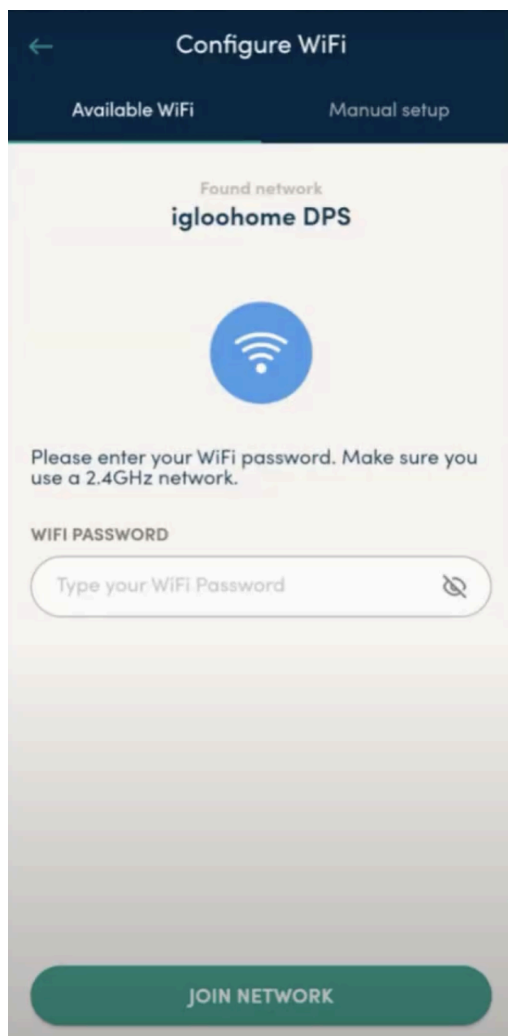 Configure WiFi
Available WiFi
Manual setup
Found network
igloohome DPS
Please enter your WiFi password. Make sure you
use a 2.4GHz network.
WIFI PASSWORD
Type your WiFi Password
JOIN NETWORK